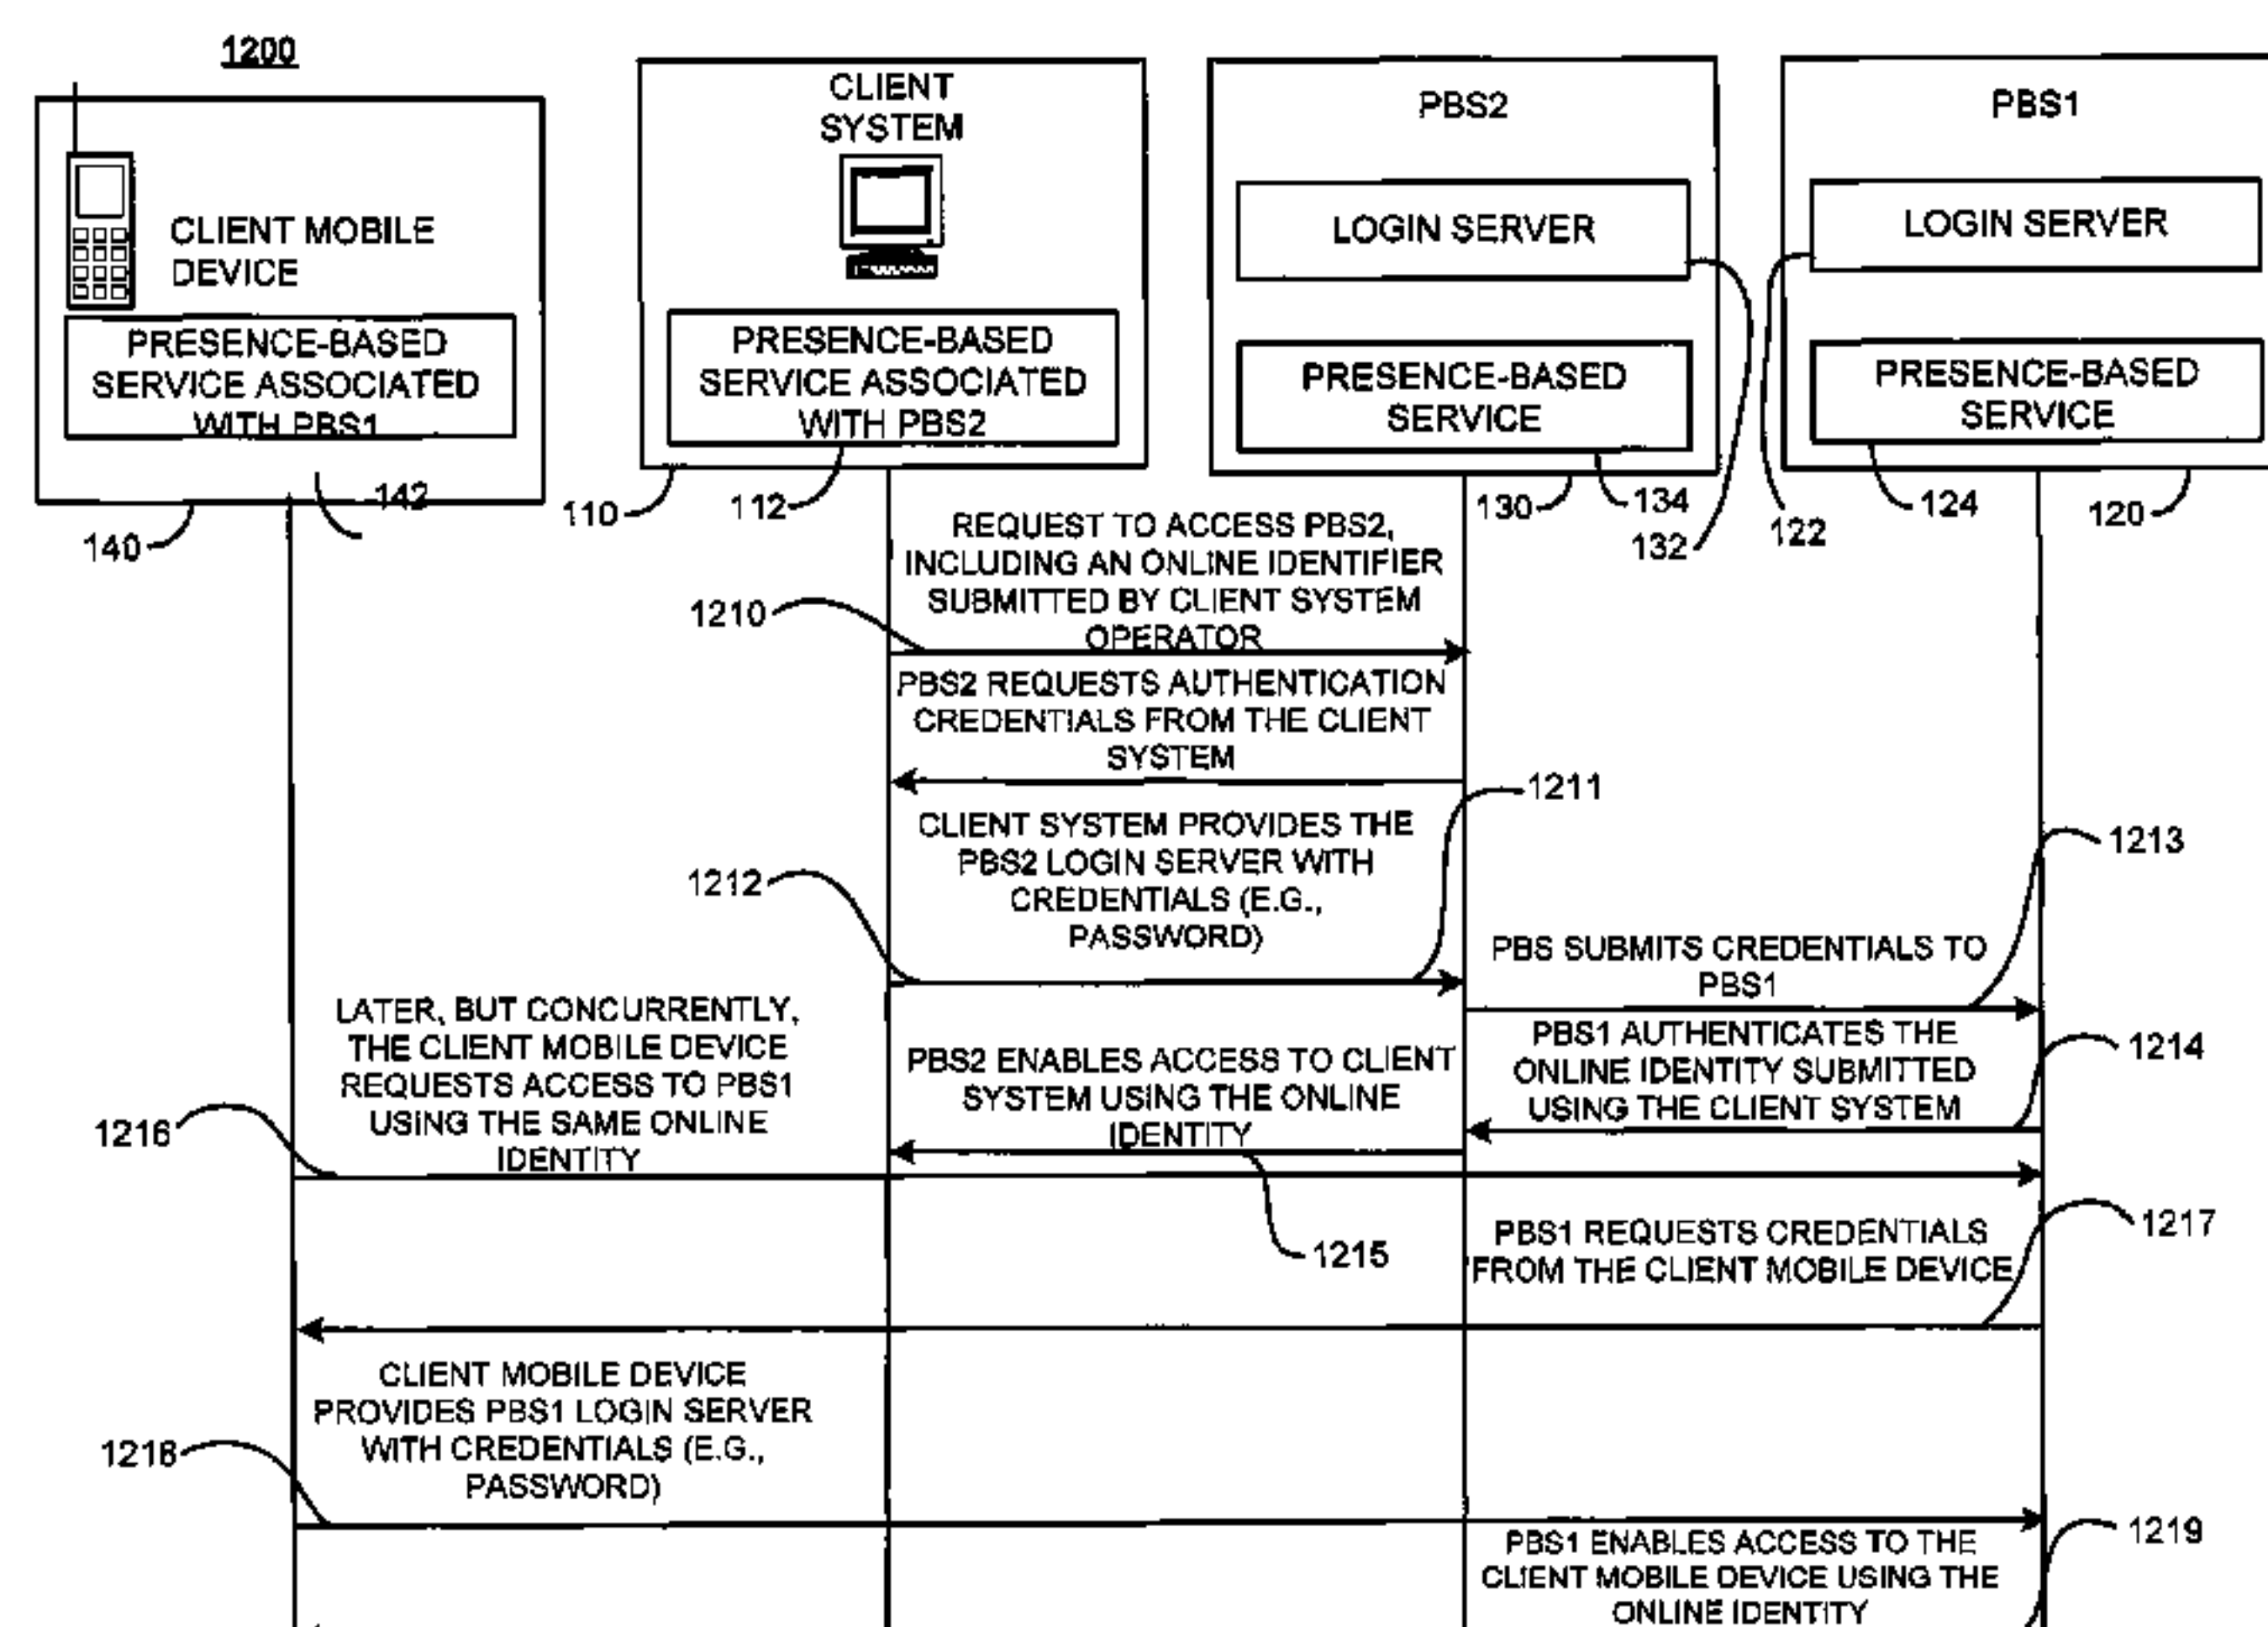 1200
CLIENT MOBILE
DEVICE
PRESENCE-BASED
SERVICE ASSOCIATED
WITH PBS1
142
140
CLIENT
SYSTEM
PRESENCE-BASED
SERVICE ASSOCIATED
WITH PBS2
110
112
PBS2
LOGIN SERVER
PRESENCE-BASED
SERVICE
130
134
132
PBS1
LOGIN SERVER
PRESENCE-BASED
SERVICE
122
124
120
REQUEST TO ACCESS PBS2,
INCLUDING AN ONLINE IDENTIFIER
SUBMITTED BY CLIENT SYSTEM
OPERATOR
1210
PBS2 REQUESTS AUTHENTICATION
CREDENTIALS FROM THE CLIENT
SYSTEM
1211
CLIENT SYSTEM PROVIDES THE
PBS2 LOGIN SERVER WITH
CREDENTIALS (E.G.,
PASSWORD)
1212
PBS SUBMITS CREDENTIALS TO
PBS1
1213
PBS1 AUTHENTICATES THE
ONLINE IDENTITY SUBMITTED
USING THE CLIENT SYSTEM
1214
PBS2 ENABLES ACCESS TO CLIENT
SYSTEM USING THE ONLINE
IDENTITY
1215
LATER, BUT CONCURRENTLY,
THE CLIENT MOBILE DEVICE
REQUESTS ACCESS TO PBS1
USING THE SAME ONLINE
IDENTITY
1216
PBS1 REQUESTS CREDENTIALS
FROM THE CLIENT MOBILE DEVICE
1217
CLIENT MOBILE DEVICE
PROVIDES PBS1 LOGIN SERVER
WITH CREDENTIALS (E.G.,
PASSWORD)
1218
PBS1 ENABLES ACCESS TO THE
CLIENT MOBILE DEVICE USING THE
ONLINE IDENTITY
1219